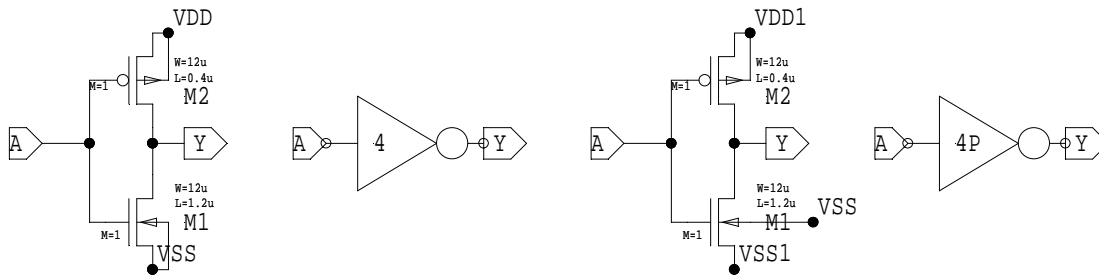 VDD
W=12u
M=1
L=0.4u
M2
A
Y
W=12u
L=1.2u
M1
M=1
VSS
A
4
Y
VDD1
W=12u
M=1
L=0.4u
M2
A
Y
W=12u
L=1.2u
M1
VSS
M=1
VSS1
A
4P
Y